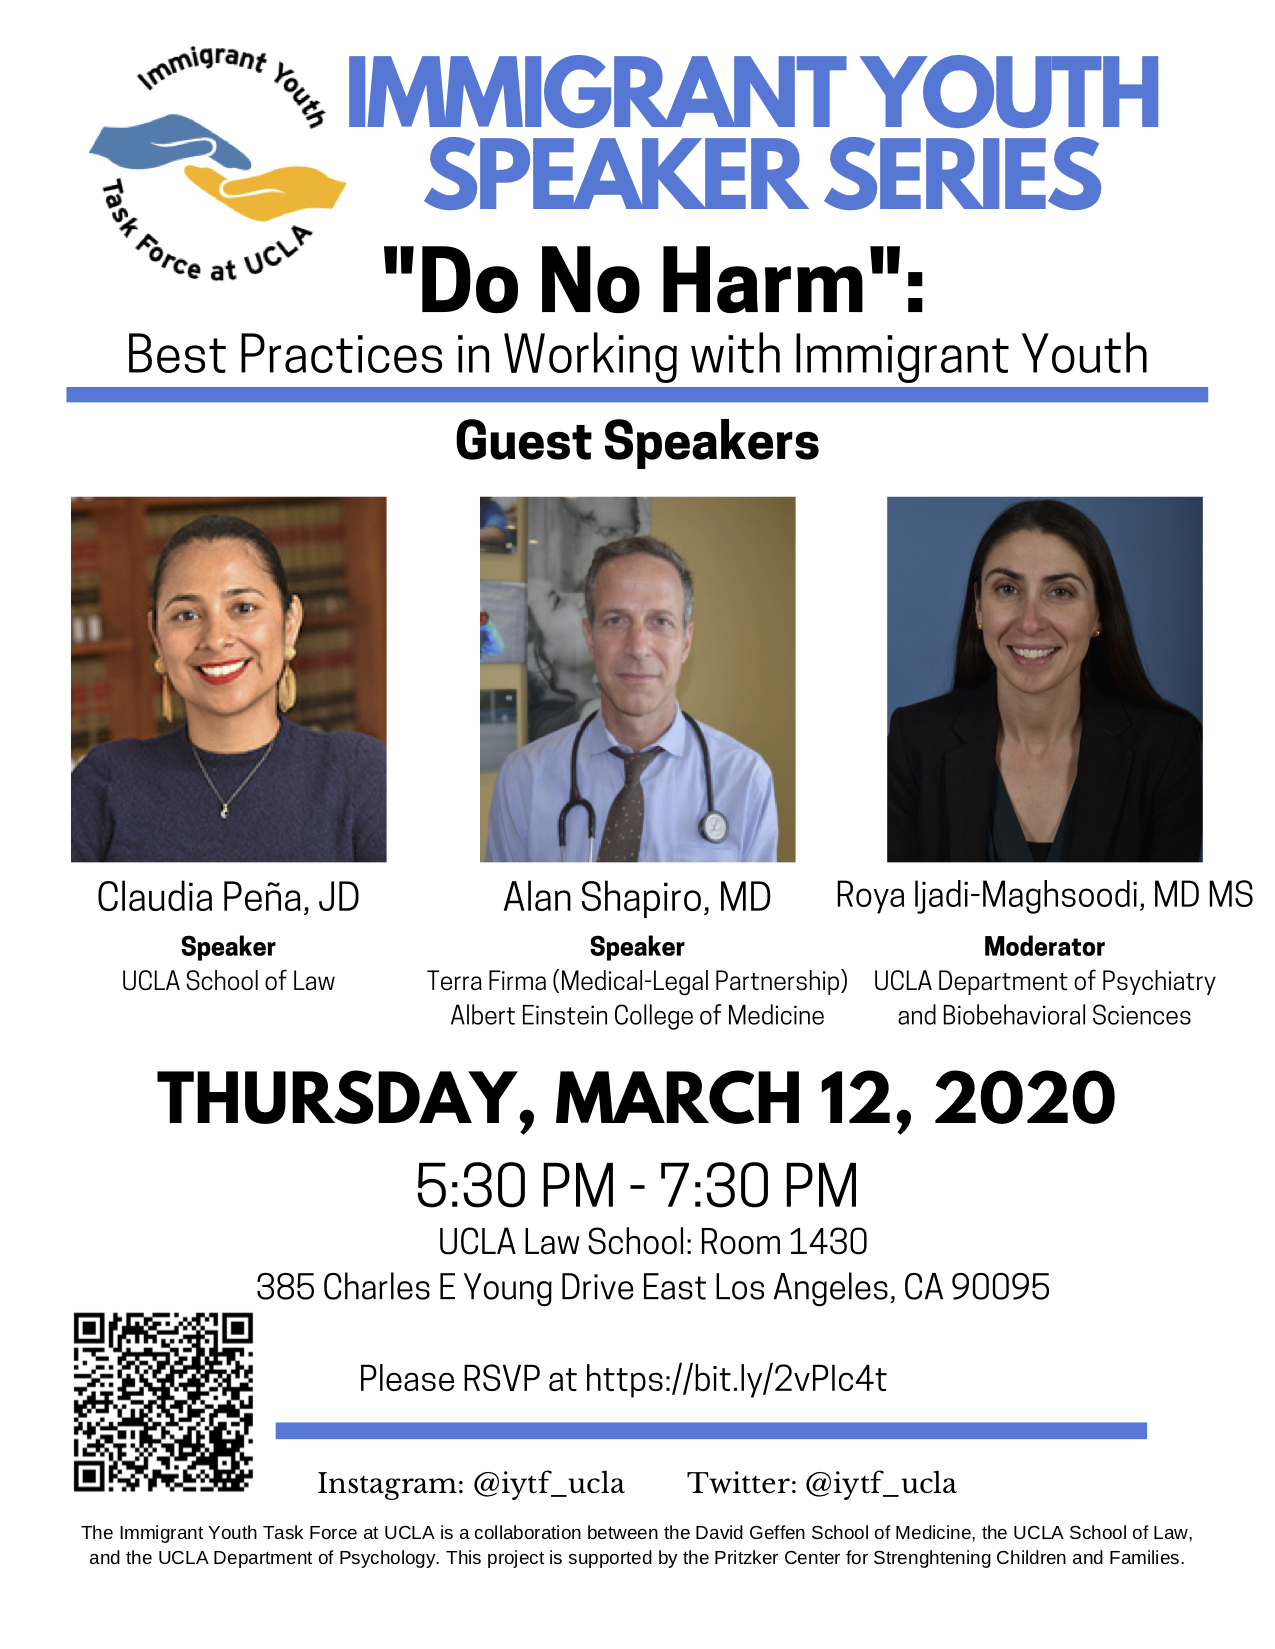 Immigrant Youth
Task Force at UCLA
IMMIGRANT YOUTH
SPEAKER SERIES
"Do No Harm":
Best Practices in Working with Immigrant Youth
Guest Speakers
Claudia Peña, JD
Speaker
UCLA School of Law
Alan Shapiro, MD
Speaker
Terra Firma (Medical-Legal Partnership)
Albert Einstein College of Medicine
Roya Ijadi-Maghsoodi, MD MS
Moderator
UCLA Department of Psychiatry
and Biobehavioral Sciences
THURSDAY, MARCH 12, 2020
5:30 PM - 7:30 PM
UCLA Law School: Room 1430
385 Charles E Young Drive East Los Angeles, CA 90095
Please RSVP at https://bit.ly/2vPIc4t
Instagram: @iytf_ucla Twitter: @iytf_ucla
The Immigrant Youth Task Force at UCLA is a collaboration between the David Geffen School of Medicine, the UCLA School of Law,
and the UCLA Department of Psychology. This project is supported by the Pritzker Center for Strenghtening Children and Families.